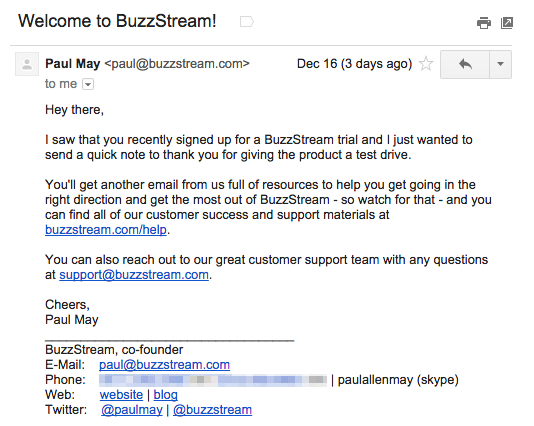 Welcome to BuzzStream!
Paul May <paul@buzzstream.com> Dec 16 (3 days ago)
to me
Hey there,
I saw that you recently signed up for a BuzzStream trial and I just wanted to
send a quick note to thank you for giving the product a test drive.
You'll get another email from us full of resources to help you get going in the
right direction and get the most out of BuzzStream - so watch for that - and you
can find all of our customer success and support materials at
buzzstream.com/help.
You can also reach out to our great customer support team with any questions
at support@buzzstream.com.
Cheers,
Paul May
BuzzStream, co-founder
E-Mail: paul@buzzstream.com
Phone: | paulallenmay (skype)
Web: website | blog
Twitter: @paulmay | @buzzstream